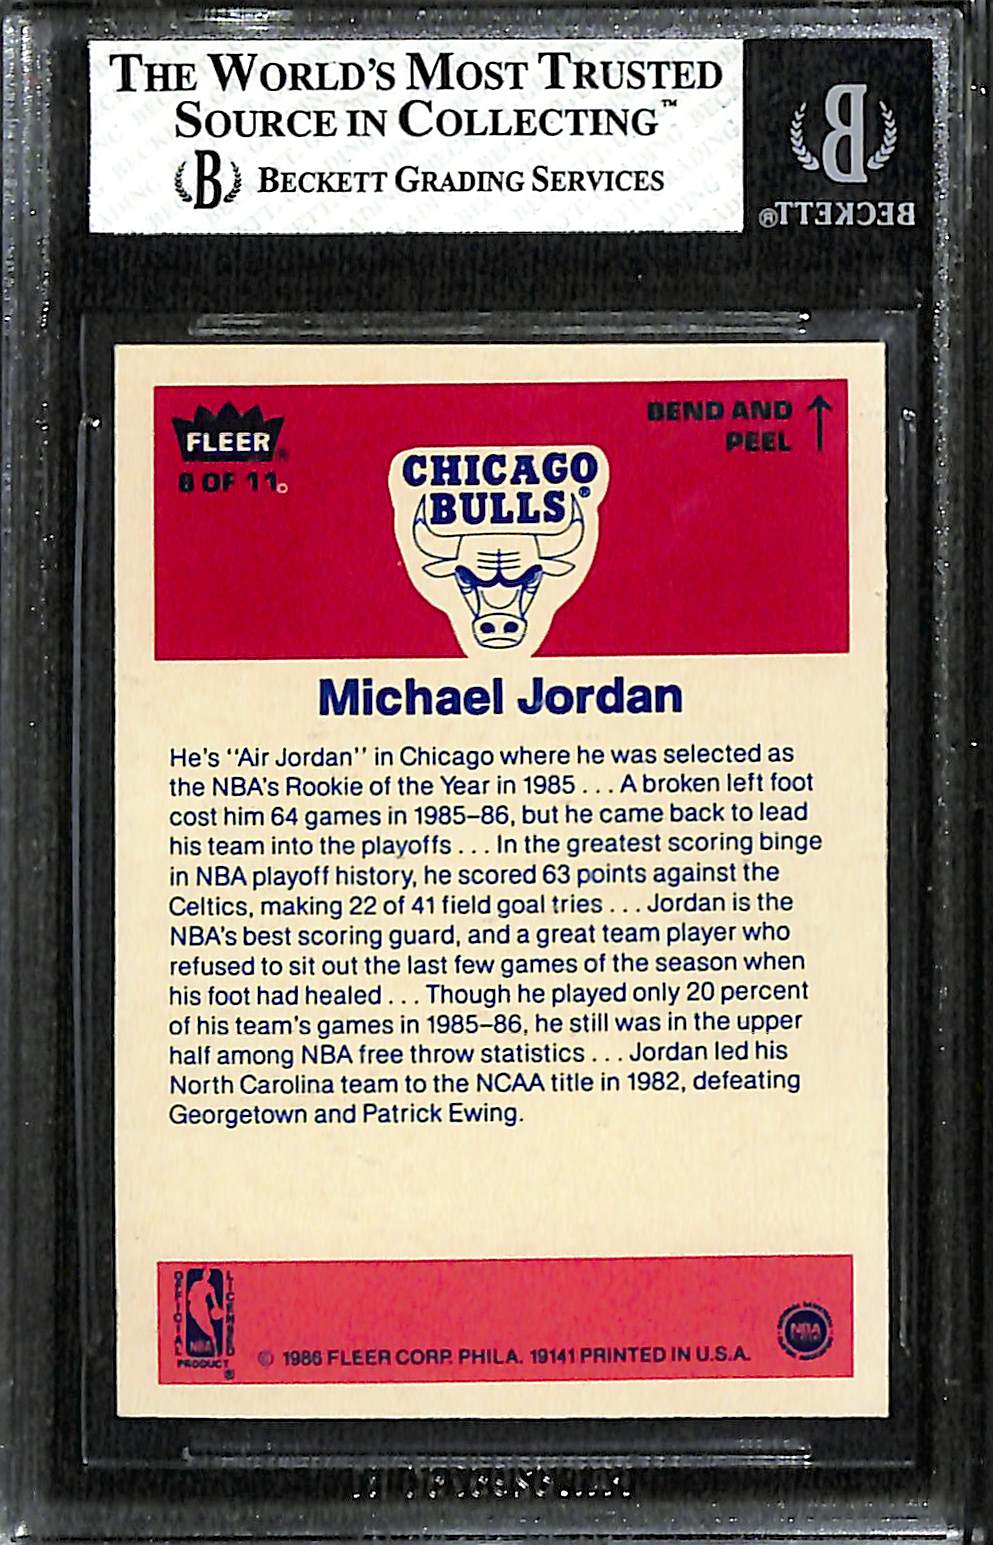 THE WORLD'S MOST TRUSTED
SOURCE IN COLLECTING™
B BECKETT GRADING SERVICES
B
BECKETT®
FLEER®
8 OF 11
BEND AND
PEEL
CHICAGO
BULLS®
Michael Jordan
He's "Air Jordan" in Chicago where he was selected as
the NBA's Rookie of the Year in 1985 . . . A broken left foot
cost him 64 games in 1985–86, but he came back to lead
his team into the playoffs . . . In the greatest scoring binge
in NBA playoff history, he scored 63 points against the
Celtics, making 22 of 41 field goal tries . . . Jordan is the
NBA's best scoring guard, and a great team player who
refused to sit out the last few games of the season when
his foot had healed . . . Though he played only 20 percent
of his team's games in 1985–86, he still was in the upper
half among NBA free throw statistics . . . Jordan led his
North Carolina team to the NCAA title in 1982, defeating
Georgetown and Patrick Ewing.
OFFICIAL
LICENSED
NBA
PRODUCT®
© 1986 FLEER CORP. PHILA. 19141 PRINTED IN U.S.A.
NBA